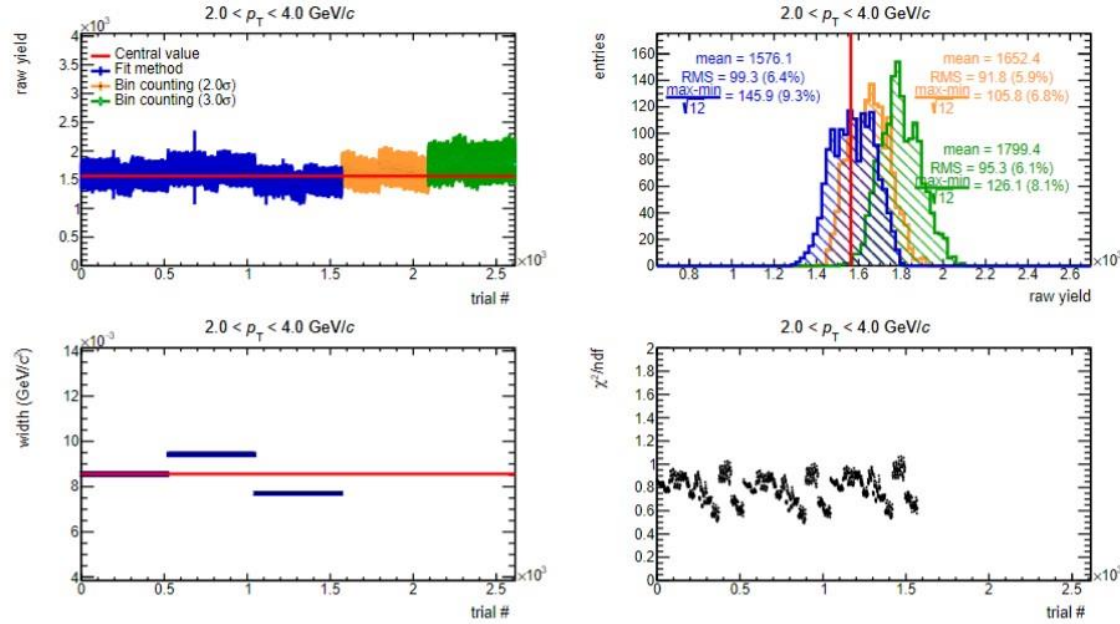 2.0 < p_T < 4.0 GeV/c
×10³
raw yield
4
3.5
3
2.5
2
1.5
1
0.5
0
Central value
Fit method
Bin counting (2.0σ)
Bin counting (3.0σ)
0 0.5 1 1.5 2 2.5 ×10³
trial #
2.0 < p_T < 4.0 GeV/c
entries
160
140
120
100
80
60
40
20
0
mean = 1576.1
RMS = 99.3 (6.4%)
max-min/√12 = 145.9 (9.3%)
mean = 1652.4
RMS = 91.8 (5.9%)
max-min/√12 = 105.8 (6.8%)
mean = 1799.4
RMS = 95.3 (6.1%)
max-min/√12 = 126.1 (8.1%)
0.8 1 1.2 1.4 1.6 1.8 2 2.2 2.4 2.6 ×10³
raw yield
2.0 < p_T < 4.0 GeV/c
×10⁻³
width (GeV/c²)
14
12
10
8
6
4
0 0.5 1 1.5 2 2.5 ×10³
trial #
2.0 < p_T < 4.0 GeV/c
χ²/ndf
2
1.8
1.6
1.4
1.2
1
0.8
0.6
0.4
0.2
0
0 0.5 1 1.5 2 2.5 ×10³
trial #